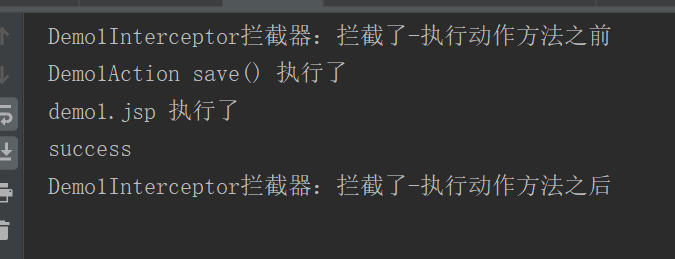 Demo1Interceptor拦截器：拦截了-执行动作方法之前
Demo1Action save() 执行了
demo1.jsp 执行了
success
Demo1Interceptor拦截器：拦截了-执行动作方法之后